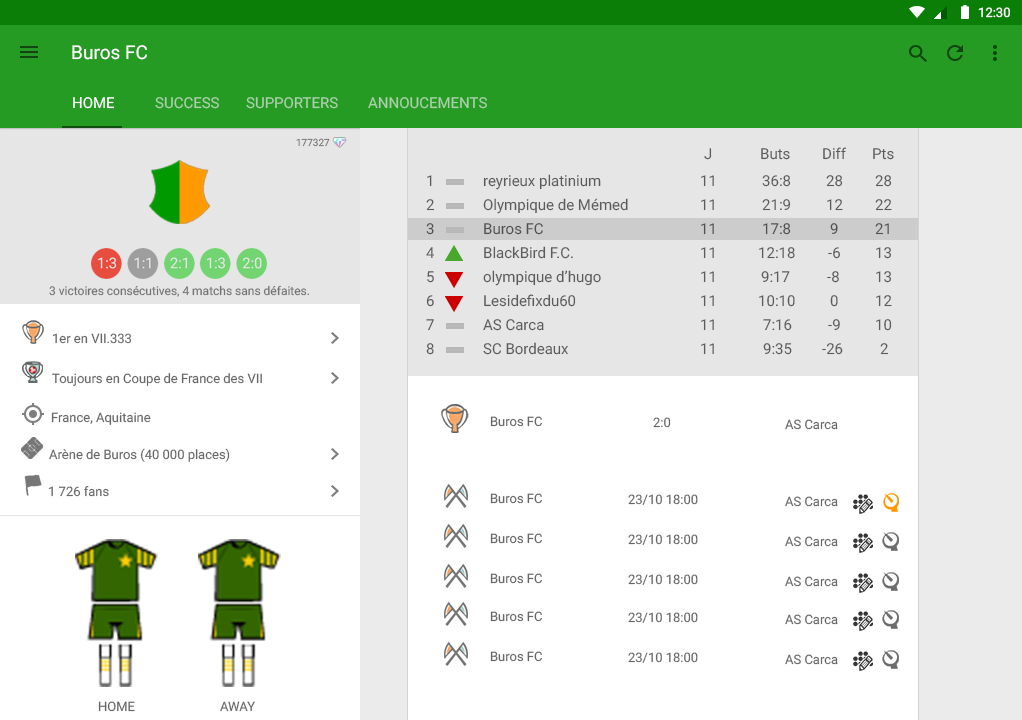 12:30
Buros FC
HOME SUCCESS SUPPORTERS ANNOUCEMENTS
177327
1:3 1:1 2:1 1:3 2:0
3 victoires consécutives, 4 matchs sans défaites.
1er en VII.333
Toujours en Coupe de France des VII
France, Aquitaine
Arène de Buros (40 000 places)
1 726 fans
HOME AWAY
J Buts Diff Pts
1 reyrieux platinium 11 36:8 28 28
2 Olympique de Mémed 11 21:9 12 22
3 Buros FC 11 17:8 9 21
4 BlackBird F.C. 11 12:18 -6 13
5 olympique d’hugo 11 9:17 -8 13
6 Lesidefixdu60 11 10:10 0 12
7 AS Carca 11 7:16 -9 10
8 SC Bordeaux 11 9:35 -26 2
Buros FC 2:0 AS Carca
Buros FC 23/10 18:00 AS Carca
Buros FC 23/10 18:00 AS Carca
Buros FC 23/10 18:00 AS Carca
Buros FC 23/10 18:00 AS Carca
Buros FC 23/10 18:00 AS Carca